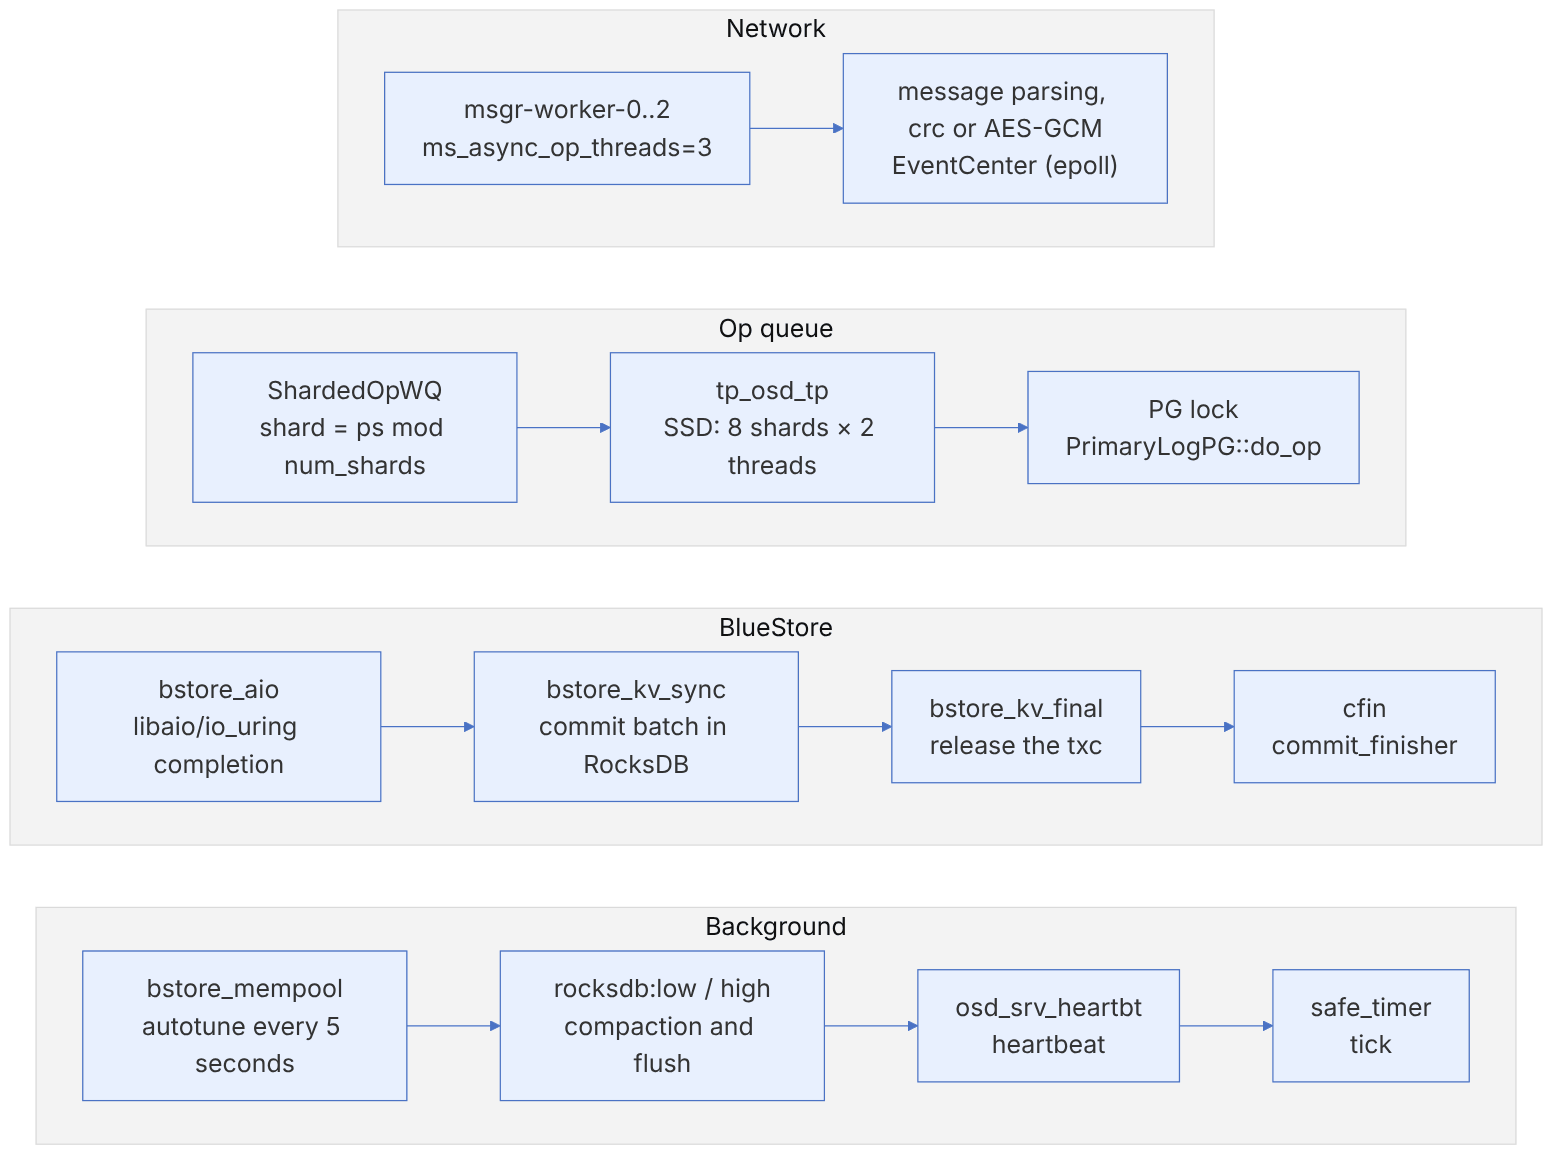 Network
msgr-worker-0..2
ms_async_op_threads=3
message parsing,
crc or AES-GCM
EventCenter (epoll)
Op queue
ShardedOpWQ
shard = ps mod
num_shards
tp_osd_tp
SSD: 8 shards × 2
threads
PG lock
PrimaryLogPG::do_op
BlueStore
bstore_aio
libaio/io_uring
completion
bstore_kv_sync
commit batch in
RocksDB
bstore_kv_final
release the txc
cfin
commit_finisher
Background
bstore_mempool
autotune every 5
seconds
rocksdb:low / high
compaction and
flush
osd_srv_heartbt
heartbeat
safe_timer
tick